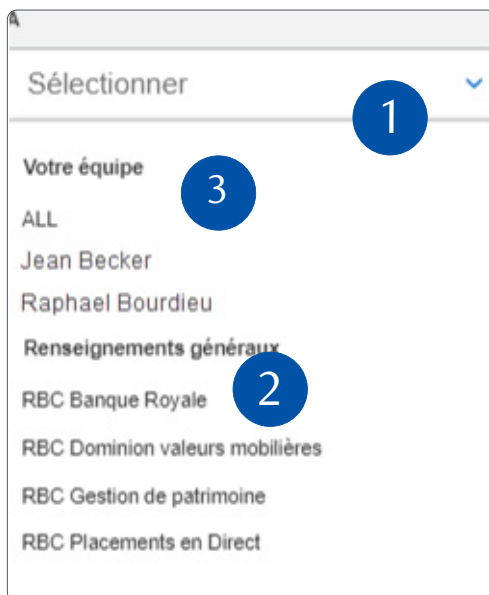 A
Sélectionner
1
Votre équipe
3
ALL
Jean Becker
Raphael Bourdieu
Renseignements généraux
2
RBC Banque Royale
RBC Dominion valeurs mobilières
RBC Gestion de patrimoine
RBC Placements en Direct